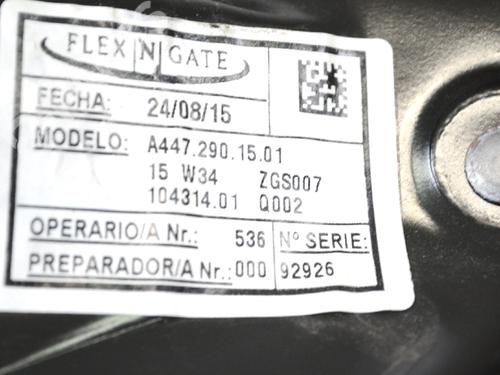 FLEX N GATE
FECHA: 24/08/15
MODELO: A447.290.15.01
15 W34 ZGS007
104314.01 Q002
OPERARIO/A Nr.: 536 Nº SERIE:
PREPARADOR/A Nr.: 000 92926